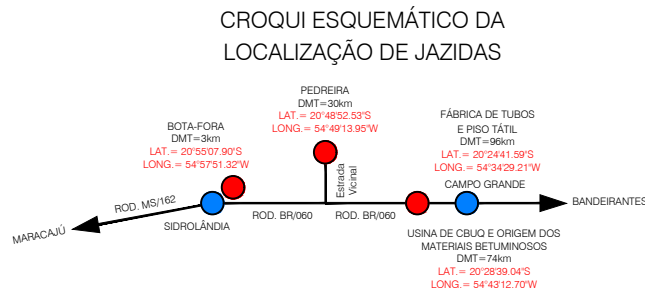 CROQUI ESQUEMÁTICO DA
LOCALIZAÇÃO DE JAZIDAS
PEDREIRA
DMT=30km
LAT.= 20°48'52.53"S
LONG.= 54°49'13.95"W
FÁBRICA DE TUBOS
E PISO TÁTIL
DMT=96km
LAT.= 20°24'41.59"S
LONG.= 54°34'29.21"W
BOTA-FORA
DMT=3km
LAT.= 20°55'07.90"S
LONG.= 54°57'51.32"W
Estrada
Vicinal
CAMPO GRANDE
BANDEIRANTES
ROD. MS/162
ROD. BR/060
ROD. BR/060
SIDROLÂNDIA
MARACAJÚ
USINA DE CBUQ E ORIGEM DOS
MATERIAIS BETUMINOSOS
DMT=74km
LAT.= 20°28'39.04"S
LONG.= 54°43'12.70"W